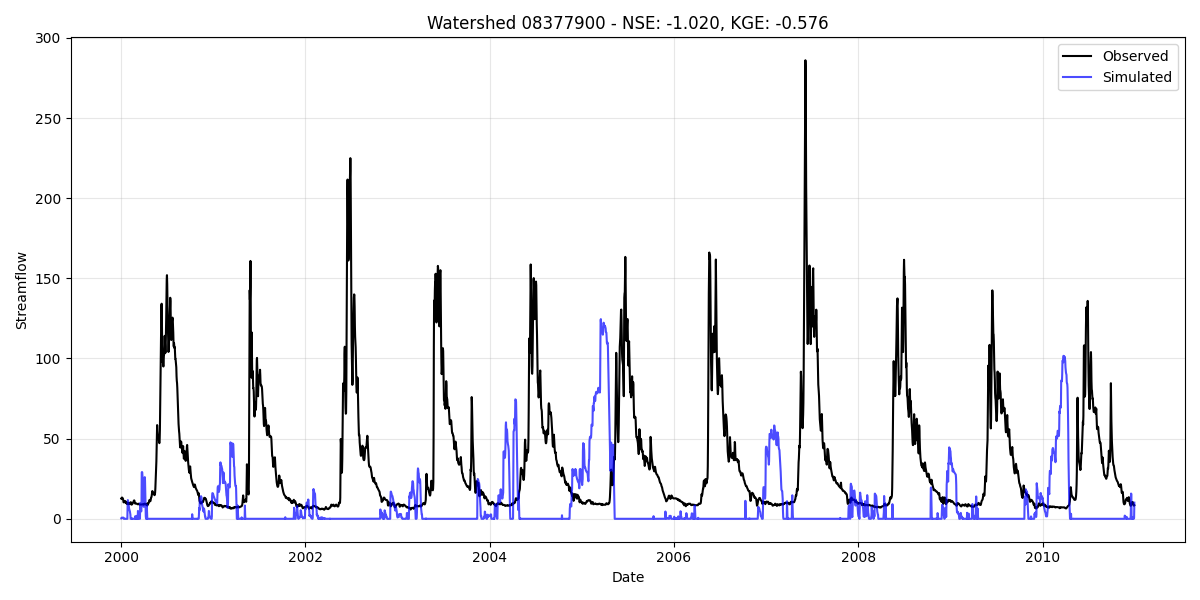 Watershed 08377900 - NSE: -1.020, KGE: -0.576
Observed
Simulated
Streamflow
300
250
200
150
100
50
0
2000 2002 2004 2006 2008 2010
Date